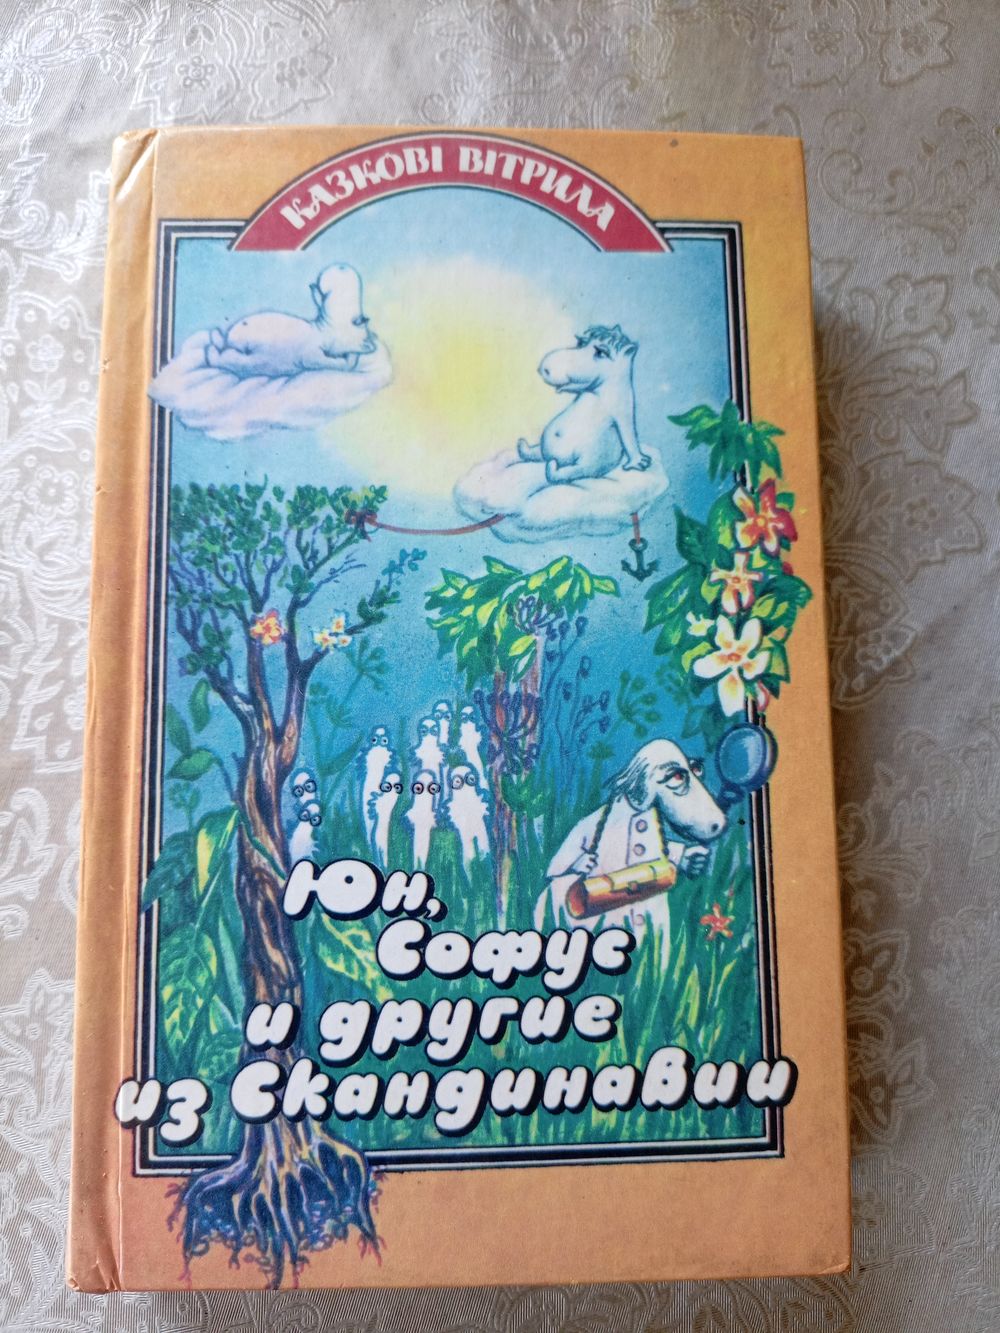 КАЗКОВІ ВІТРИЛА
Юн,
Софус
и другие
из Скандинавии